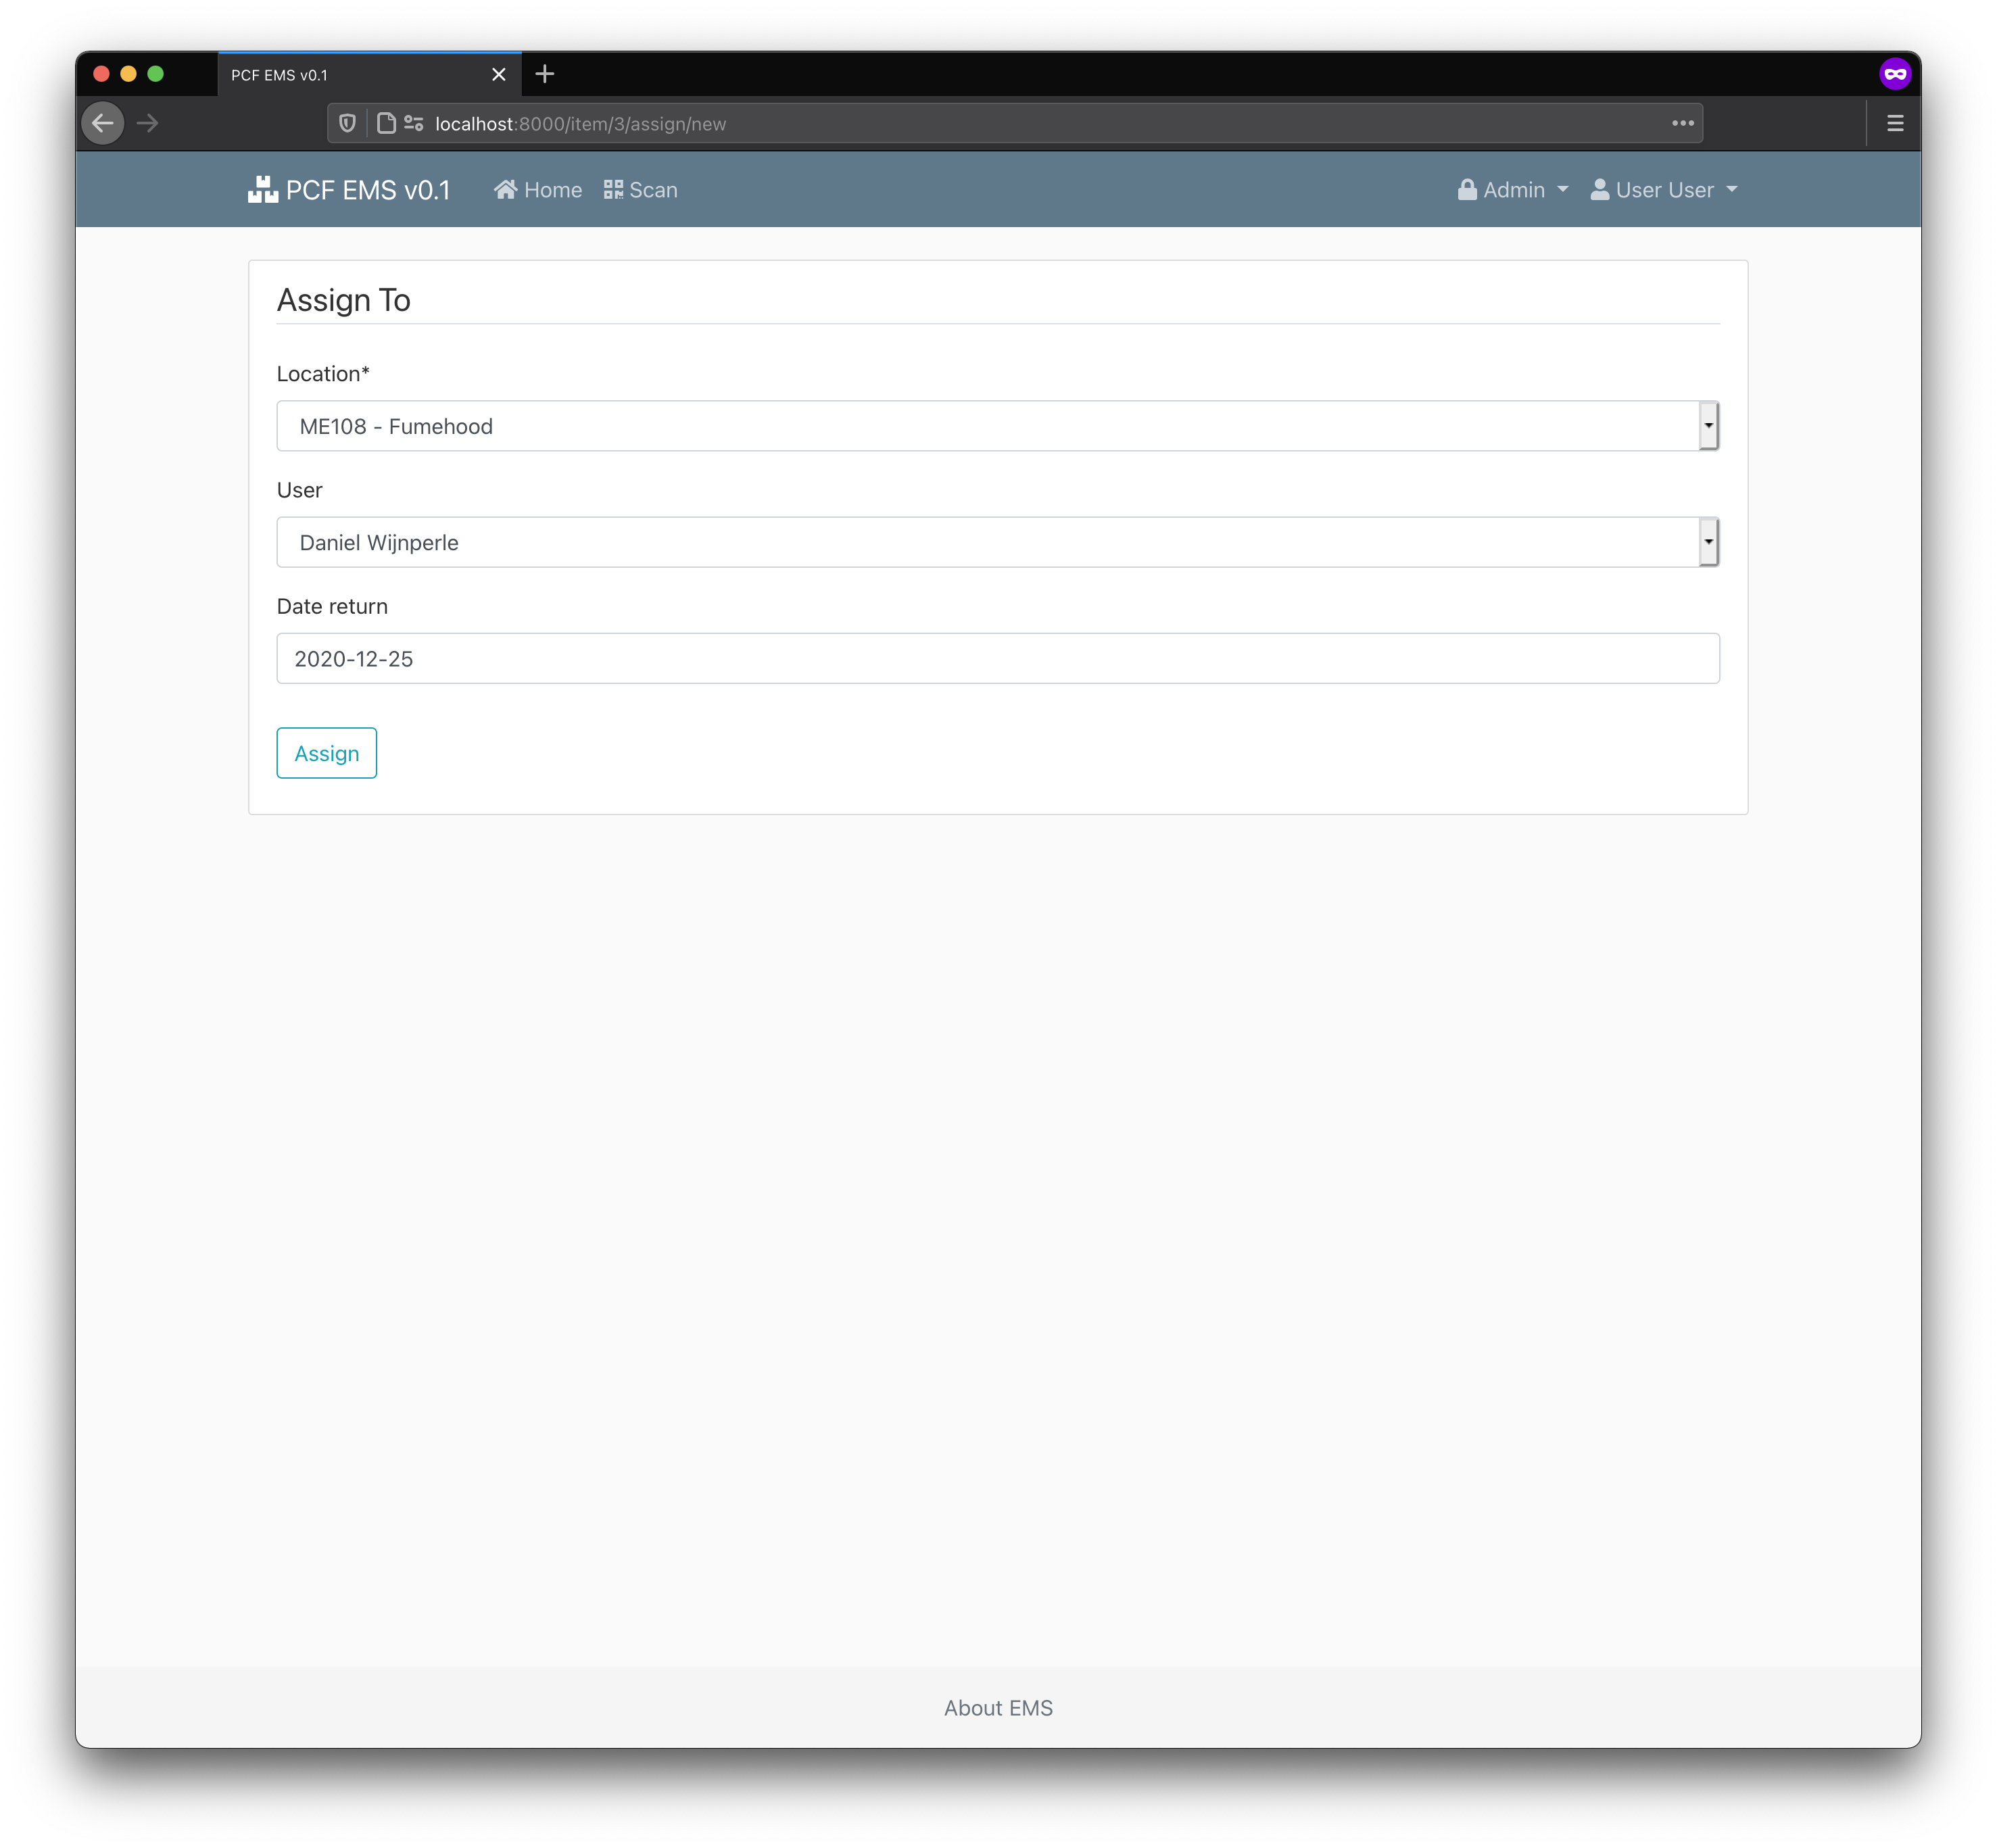 PCF EMS v0.1
localhost:8000/item/3/assign/new
PCF EMS v0.1 Home Scan Admin User User
Assign To
Location*
ME108 - Fumehood
User
Daniel Wijnperle
Date return
2020-12-25
Assign
About EMS